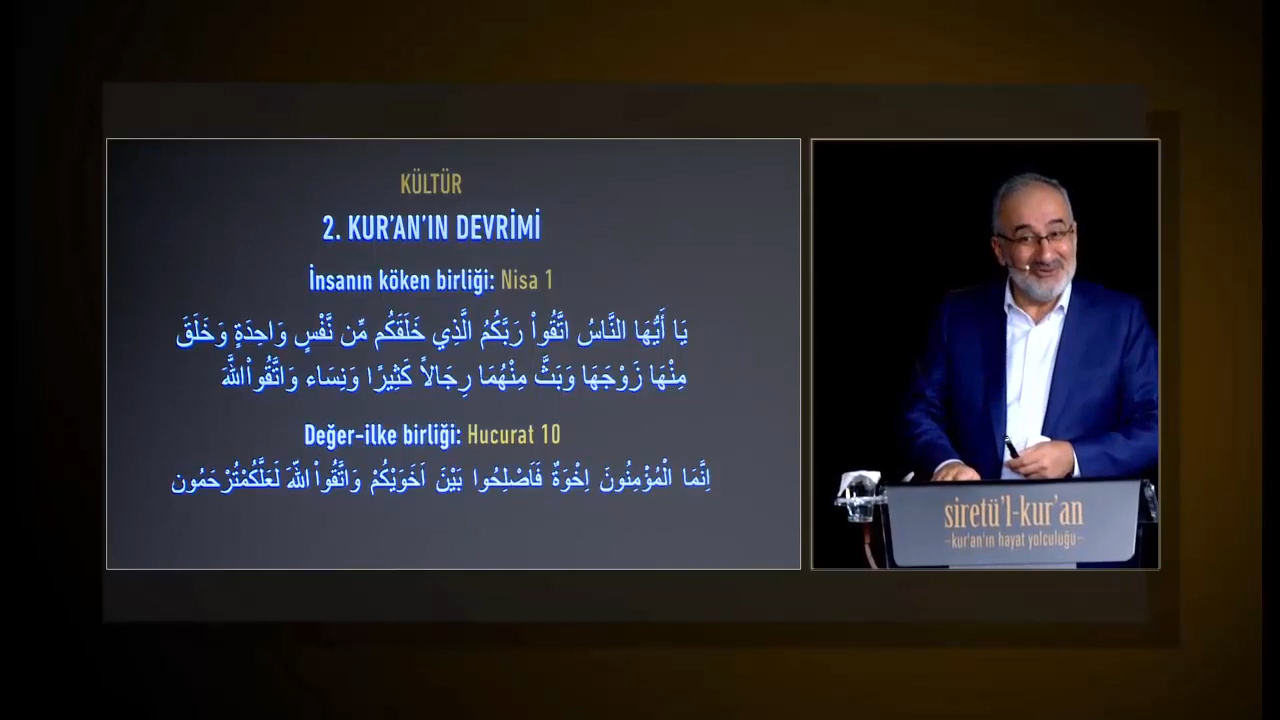 KÜLTÜR
2. KUR'AN'IN DEVRİMİ
İnsanın köken birliği: Nisa 1
يَا أَيُّهَا النَّاسُ اتَّقُواْ رَبَّكُمُ الَّذِي خَلَقَكُم مِّن نَّفْسٍ وَاحِدَةٍ وَخَلَقَ
مِنْهَا زَوْجَهَا وَبَثَّ مِنْهُمَا رِجَالاً كَثِيرًا وَنِسَاء وَاتَّقُواْ اللَّهَ
Değer-ilke birliği: Hucurat 10
اِنَّمَا الْمُؤْمِنُونَ اِخْوَةٌ فَاَصْلِحُوا بَيْنَ اَخَوَيْكُمْ وَاتَّقُواْ اللَّهَ لَعَلَّكُمْ تُرْحَمُون
siretü'l-kur'an
-kur'an'ın hayat yolculuğu-